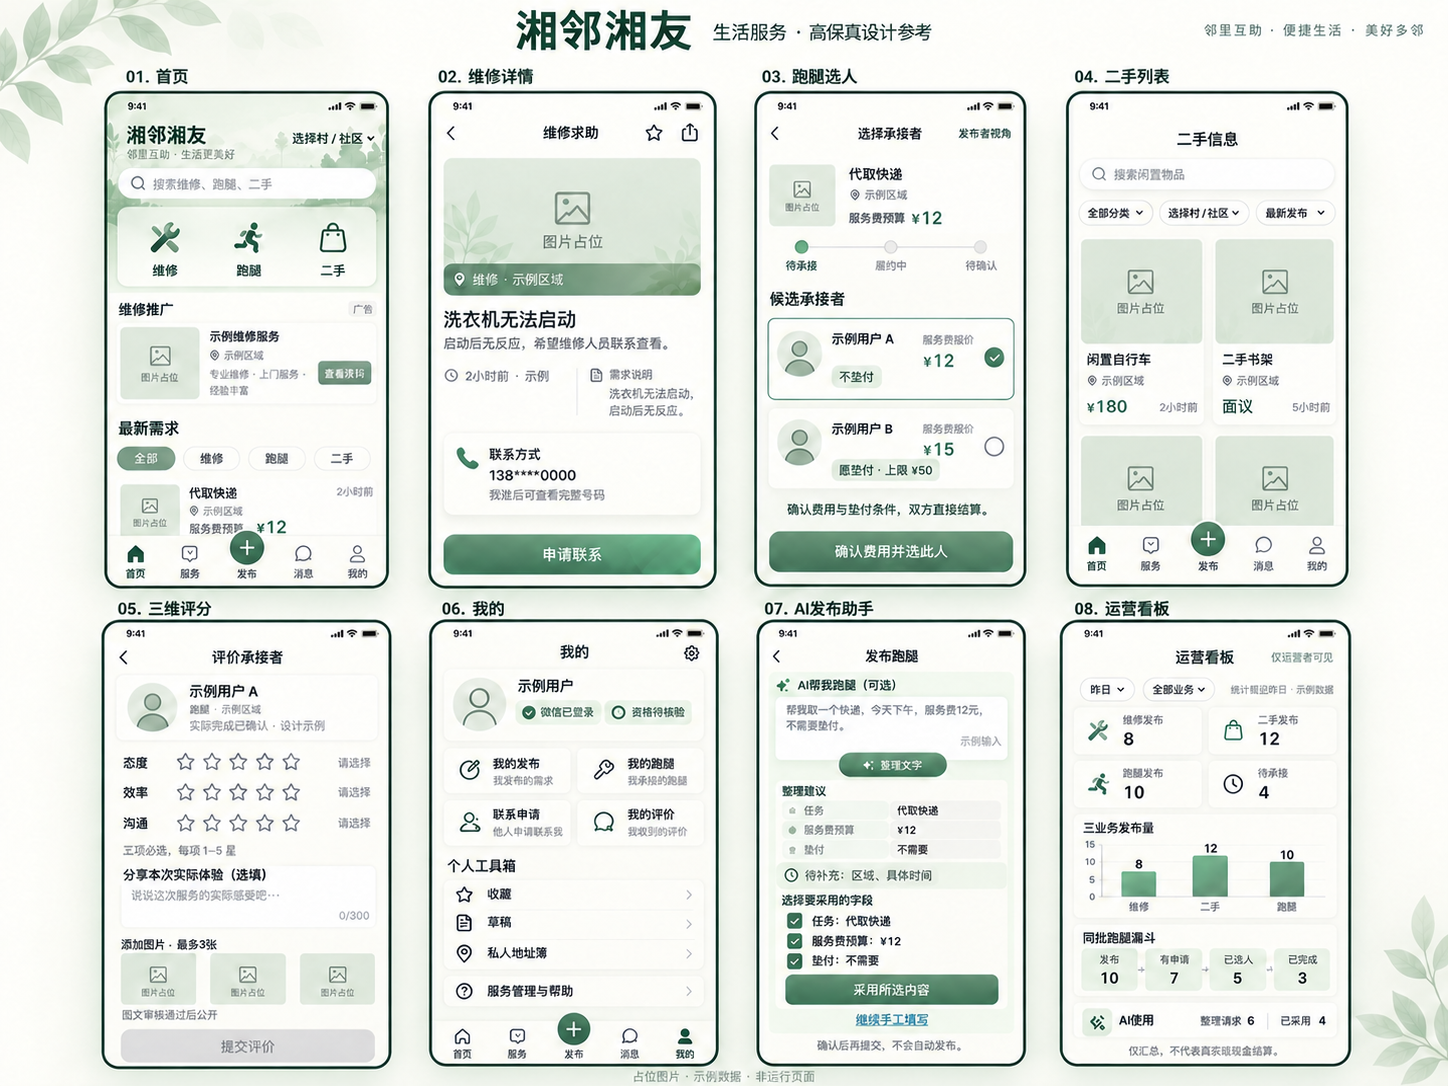 湘邻湘友 生活服务 · 高保真设计参考
邻里互助 · 便捷生活 · 美好多邻
01. 首页
9:41
湘邻湘友
选择村 / 社区
邻里互助 · 生活更美好
搜索维修、跑腿、二手
维修 跑腿 二手
维修推广 广告
图片占位
示例维修服务
示例区域
专业维修 · 上门服务 ·
经验丰富
查看
最新需求
全部 维修 跑腿 二手
图片占位
代取快递 2小时前
示例区域
服务费预算 ¥12
首页 服务 发布 消息 我的
02. 维修详情
9:41
维修求助
图片占位
维修 · 示例区域
洗衣机无法启动
启动后无反应，希望维修人员联系查看。
2小时前 · 示例
需求说明
洗衣机无法启动，
启动后无反应。
联系方式
138****0000
后可查看完整号码
申请联系
03. 跑腿选人
9:41
选择承接者 发布者视角
图片占位
代取快递
示例区域
服务费预算 ¥12
待承接 履约中 待确认
候选承接者
示例用户 A
服务费报价
¥12
不垫付
示例用户 B
服务费报价
¥15
愿垫付 · 上限 ¥50
确认费用与垫付条件，双方直接结算。
确认费用并选此人
04. 二手列表
9:41
二手信息
搜索闲置物品
全部分类 选择村 / 社区 最新发布
图片占位 图片占位
闲置自行车 二手书架
示例区域 示例区域
¥180 2小时前 面议 5小时前
图片占位 图片占位
首页 服务 发布 消息 我的
05. 三维评分
9:41
评价承接者
示例用户 A
跑腿 · 示例区域
实际完成已确认 · 设计示例
态度 请选择
效率 请选择
沟通 请选择
三项必选，每项 1–5 星
分享本次实际体验（选填）
说说这次服务的实际感受吧…
0/300
添加图片 · 最多3张
图片占位 图片占位 图片占位
图文审核通过后公开
提交评价
06. 我的
9:41
我的
示例用户
微信已登录 资格待核验
我的发布
我发布的需求
我的跑腿
我承接的跑腿
联系申请
他人申请联系我
我的评价
我收到的评价
个人工具箱
收藏
草稿
私人地址簿
服务管理与帮助
首页 服务 发布 消息 我的
07. AI发布助手
9:41
发布跑腿
AI帮我跑腿（可选）
帮我取一个快递，今天下午，服务费12元，
不需要垫付。
示例输入
整理文字
整理建议
任务 代取快递
服务费预算 ¥12
垫付 不需要
待补充：区域、具体时间
选择要采用的字段
任务：代取快递
服务费预算：¥12
垫付：不需要
采用所选内容
继续手工填写
确认后再提交，不会自动发布。
08. 运营看板
9:41
运营看板 仅运营者可见
昨日 全部业务 统计昨日 · 示例数据
维修发布
8
二手发布
12
跑腿发布
10
待承接
4
三业务发布量
15
10
5
0
8 12 10
维修 二手 跑腿
同批跑腿漏斗
发布 有申请 已选人 已完成
10 7 5 3
AI使用 整理请求 6 已采用 4
仅汇总，不代表真现金结算。
占位图片 · 示例数据 · 非运行页面